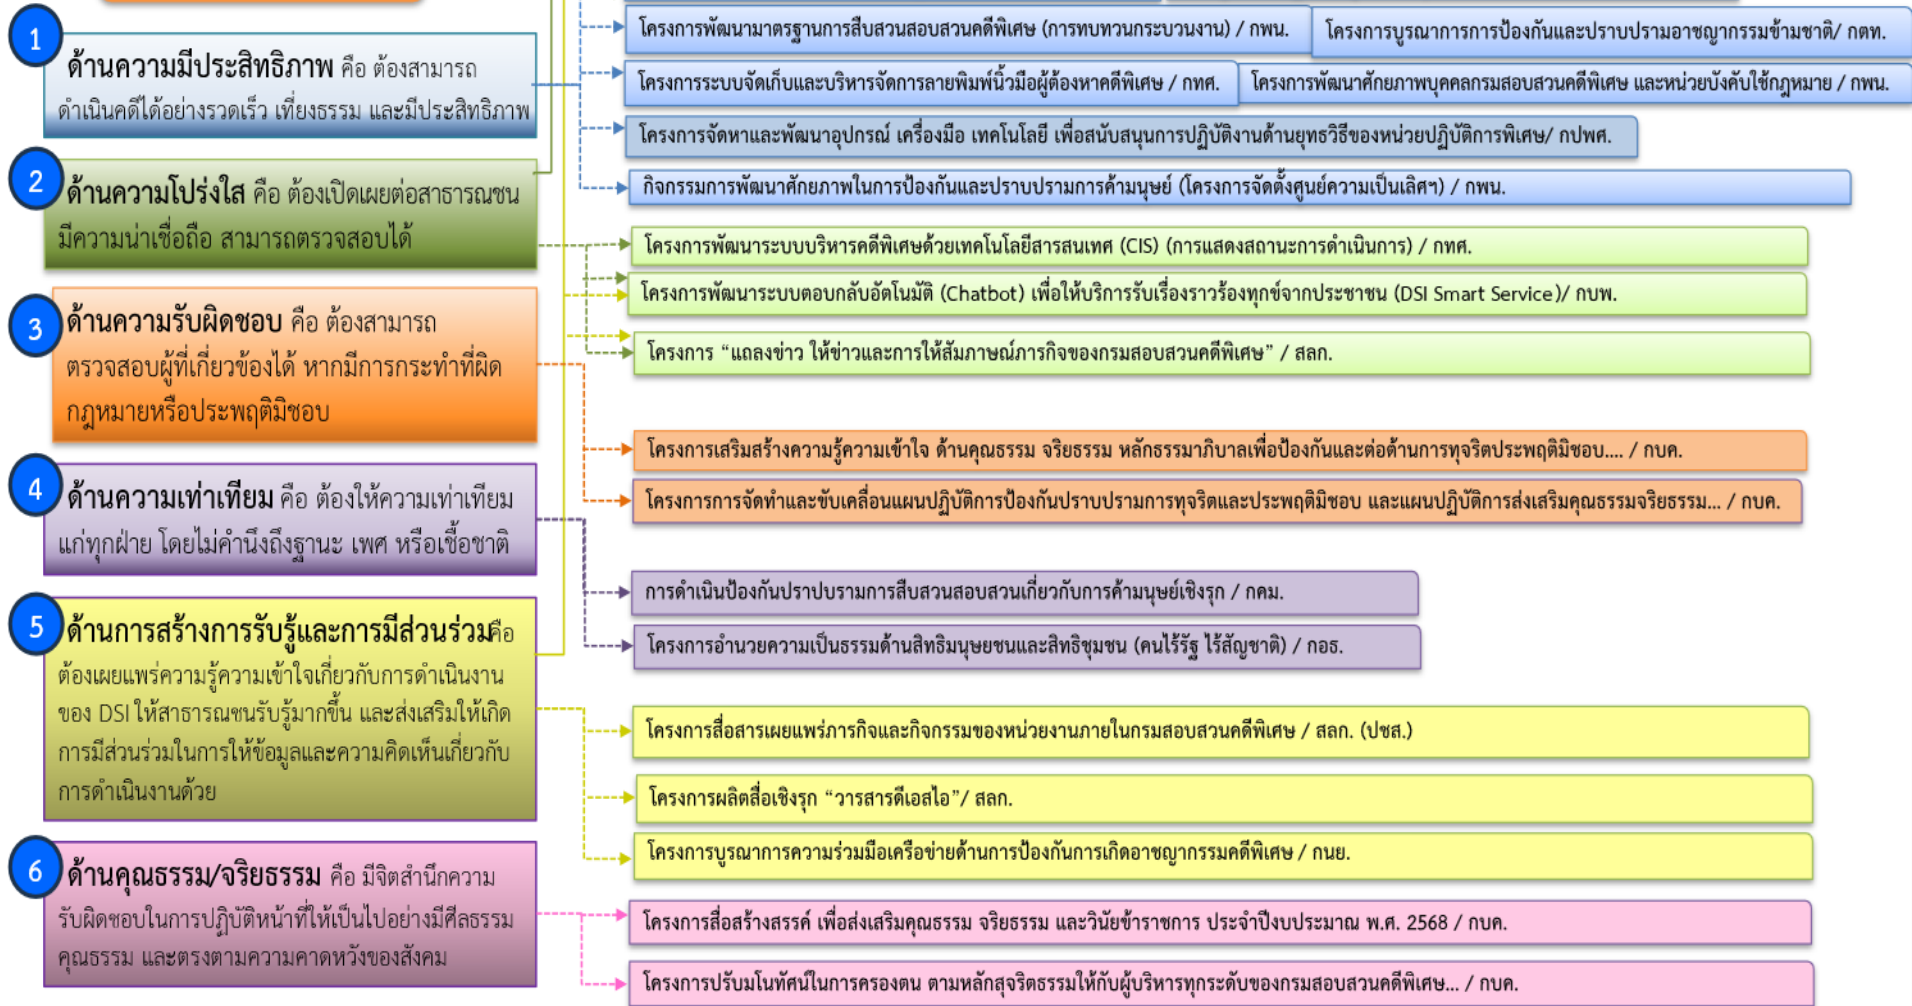 1
ด้านความมีประสิทธิภาพ คือ ต้องสามารถ
ดำเนินคดีได้อย่างรวดเร็ว เที่ยงธรรม และมีประสิทธิภาพ
โครงการพัฒนามาตรฐานการสืบสวนสอบสวนคดีพิเศษ (การทบทวนกระบวนงาน) / กพน.
โครงการบูรณาการการป้องกันและปราบปรามอาชญากรรมข้ามชาติ/ กตท.
โครงการระบบจัดเก็บและบริหารจัดการลายพิมพ์นิ้วมือผู้ต้องหาคดีพิเศษ / กทศ.
โครงการพัฒนาศักยภาพบุคคลกรมสอบสวนคดีพิเศษ และหน่วยบังคับใช้กฎหมาย / กพน.
โครงการจัดหาและพัฒนาอุปกรณ์ เครื่องมือ เทคโนโลยี เพื่อสนับสนุนการปฏิบัติงานด้านยุทธวิธีของหน่วยปฏิบัติการพิเศษ/ กปพศ.
กิจกรรมการพัฒนาศักยภาพในการป้องกันและปราบปรามการค้ามนุษย์ (โครงการจัดตั้งศูนย์ความเป็นเลิศฯ) / กพน.
2
ด้านความโปร่งใส คือ ต้องเปิดเผยต่อสาธารณชน
มีความน่าเชื่อถือ สามารถตรวจสอบได้
โครงการพัฒนาระบบบริหารคดีพิเศษด้วยเทคโนโลยีสารสนเทศ (CIS) (การแสดงสถานะการดำเนินการ) / กทศ.
โครงการพัฒนาระบบตอบกลับอัตโนมัติ (Chatbot) เพื่อให้บริการรับเรื่องราวร้องทุกข์จากประชาชน (DSI Smart Service)/ กบพ.
โครงการ “แถลงข่าว ให้ข่าวและการให้สัมภาษณ์ภารกิจของกรมสอบสวนคดีพิเศษ” / สลก.
3
ด้านความรับผิดชอบ คือ ต้องสามารถ
ตรวจสอบผู้ที่เกี่ยวข้องได้ หากมีการกระทำที่ผิด
กฎหมายหรือประพฤติมิชอบ
โครงการเสริมสร้างความรู้ความเข้าใจ ด้านคุณธรรม จริยธรรม หลักธรรมาภิบาลเพื่อป้องกันและต่อต้านการทุจริตประพฤติมิชอบ.... / กบค.
โครงการการจัดทำและขับเคลื่อนแผนปฏิบัติการป้องกันปราบปรามการทุจริตและประพฤติมิชอบ และแผนปฏิบัติการส่งเสริมคุณธรรมจริยธรรม... / กบค.
4
ด้านความเท่าเทียม คือ ต้องให้ความเท่าเทียม
แก่ทุกฝ่าย โดยไม่คำนึงถึงฐานะ เพศ หรือเชื้อชาติ
การดำเนินป้องกันปราปบรามการสืบสวนสอบสวนเกี่ยวกับการค้ามนุษย์เชิงรุก / กคม.
โครงการอำนวยความเป็นธรรมด้านสิทธิมนุษยชนและสิทธิชุมชน (คนไร้รัฐ ไร้สัญชาติ) / กอธ.
5
ด้านการสร้างการรับรู้และการมีส่วนร่วมคือ
ต้องเผยแพร่ความรู้ความเข้าใจเกี่ยวกับการดำเนินงาน
ของ DSI ให้สาธารณชนรับรู้มากขึ้น และส่งเสริมให้เกิด
การมีส่วนร่วมในการให้ข้อมูลและความคิดเห็นเกี่ยวกับ
การดำเนินงานด้วย
โครงการสื่อสารเผยแพร่ภารกิจและกิจกรรมของหน่วยงานภายในกรมสอบสวนคดีพิเศษ / สลก. (ปชส.)
โครงการผลิตสื่อเชิงรุก “วารสารดีเอสไอ”/ สลก.
โครงการบูรณาการความร่วมมือเครือข่ายด้านการป้องกันการเกิดอาชญากรรมคดีพิเศษ / กนย.
6
ด้านคุณธรรม/จริยธรรม คือ มีจิตสำนึกความ
รับผิดชอบในการปฏิบัติหน้าที่ให้เป็นไปอย่างมีศีลธรรม
คุณธรรม และตรงตามความคาดหวังของสังคม
โครงการสื่อสร้างสรรค์ เพื่อส่งเสริมคุณธรรม จริยธรรม และวินัยข้าราชการ ประจำปีงบประมาณ พ.ศ. 2568 / กบค.
โครงการปรับมโนทัศน์ในการครองตน ตามหลักสุจริตธรรมให้กับผู้บริหารทุกระดับของกรมสอบสวนคดีพิเศษ... / กบค.